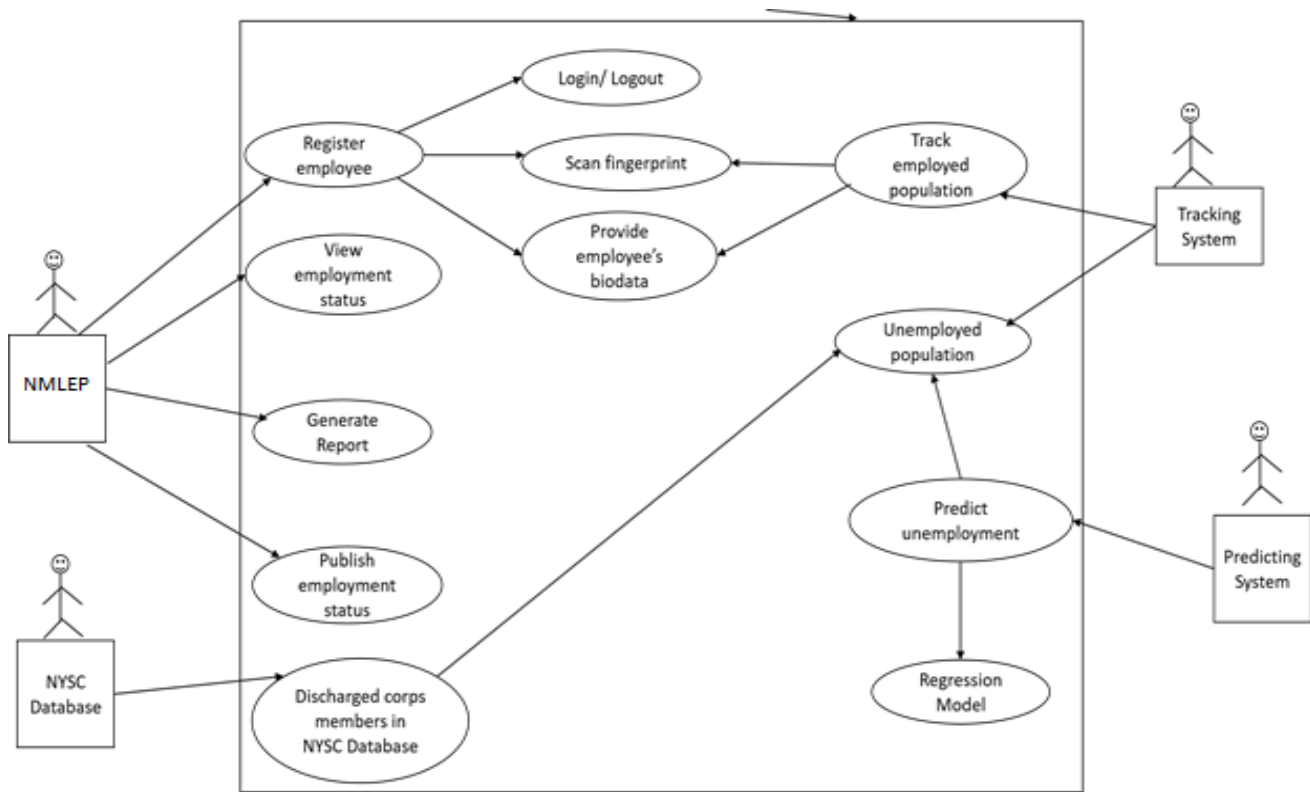 Login/ Logout
Register
employee
Scan fingerprint
Track
employed
population
Provide
employee's
biodata
Tracking
System
View
employment
status
NMLEP
Unemployed
population
Generate
Report
Predict
unemployment
Predicting
System
Publish
employment
status
NYSC
Database
Discharged corps
members in
NYSC Database
Regression
Model